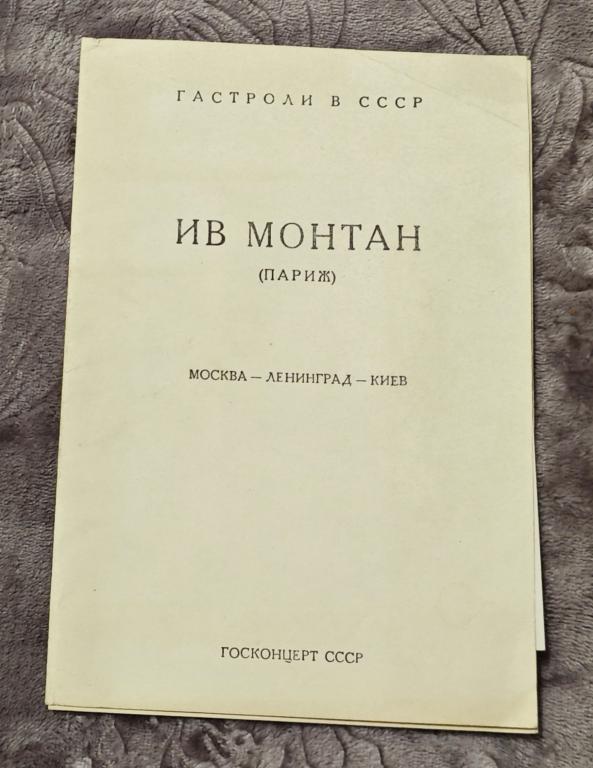 ГАСТРОЛИ В СССР
ИВ МОНТАН
(ПАРИЖ)
МОСКВА — ЛЕНИНГРАД — КИЕВ
ГОСКОНЦЕРТ СССР